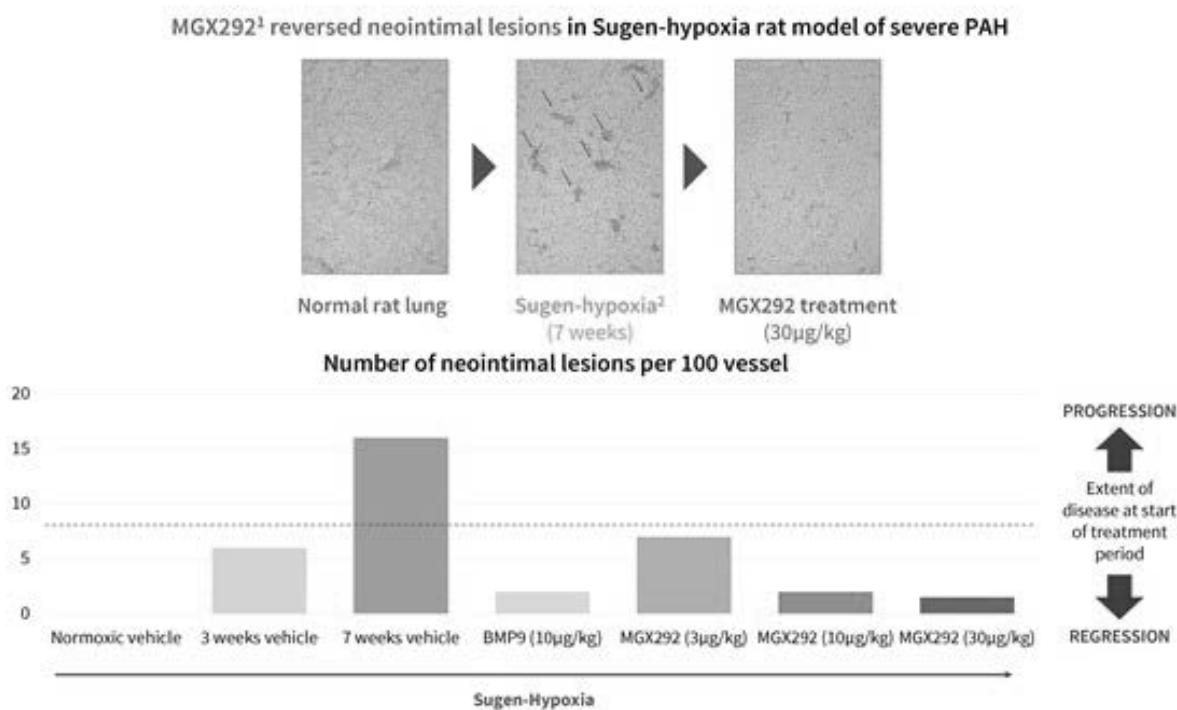 MGX292¹ reversed neointimal lesions in Sugen-hypoxia rat model of severe PAH
Normal rat lung
Sugen-hypoxia²
(7 weeks)
MGX292 treatment
(30µg/kg)
Number of neointimal lesions per 100 vessel
20
15
10
5
0
Normoxic vehicle
3 weeks vehicle
7 weeks vehicle
BMP9 (10µg/kg)
MGX292 (3µg/kg)
MGX292 (10µg/kg)
MGX292 (30µg/kg)
Sugen-Hypoxia
PROGRESSION
Extent of
disease at start
of treatment
period
REGRESSION